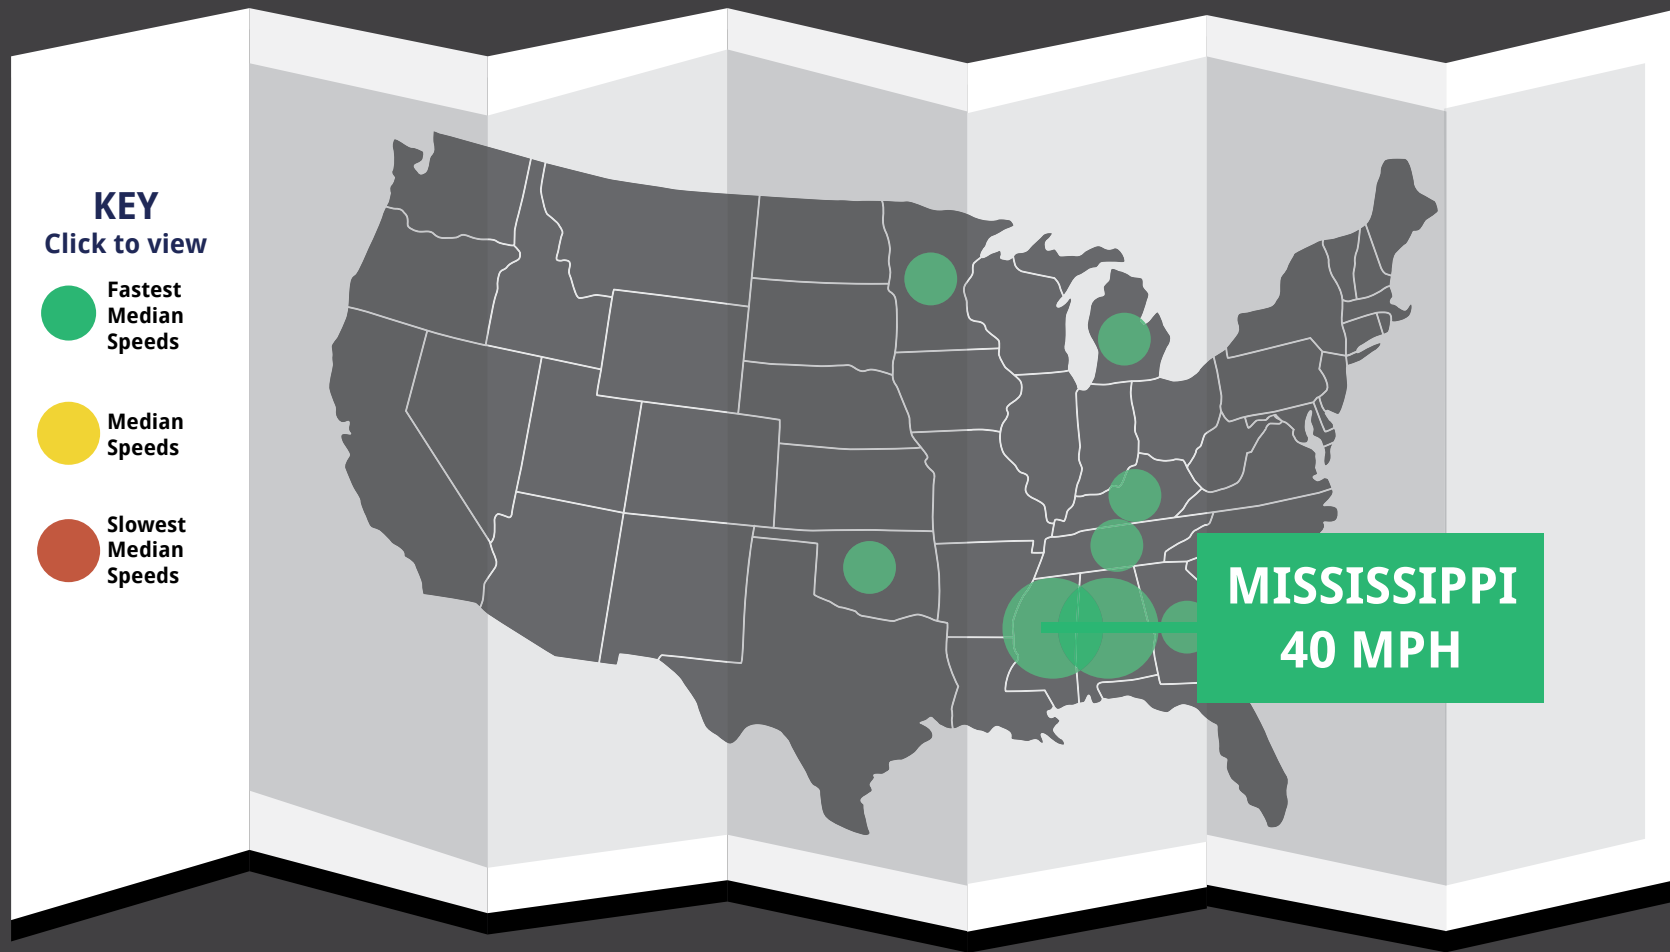 KEY
Click to view
Fastest
Median
Speeds
Median
Speeds
Slowest
Median
Speeds
MISSISSIPPI
40 MPH